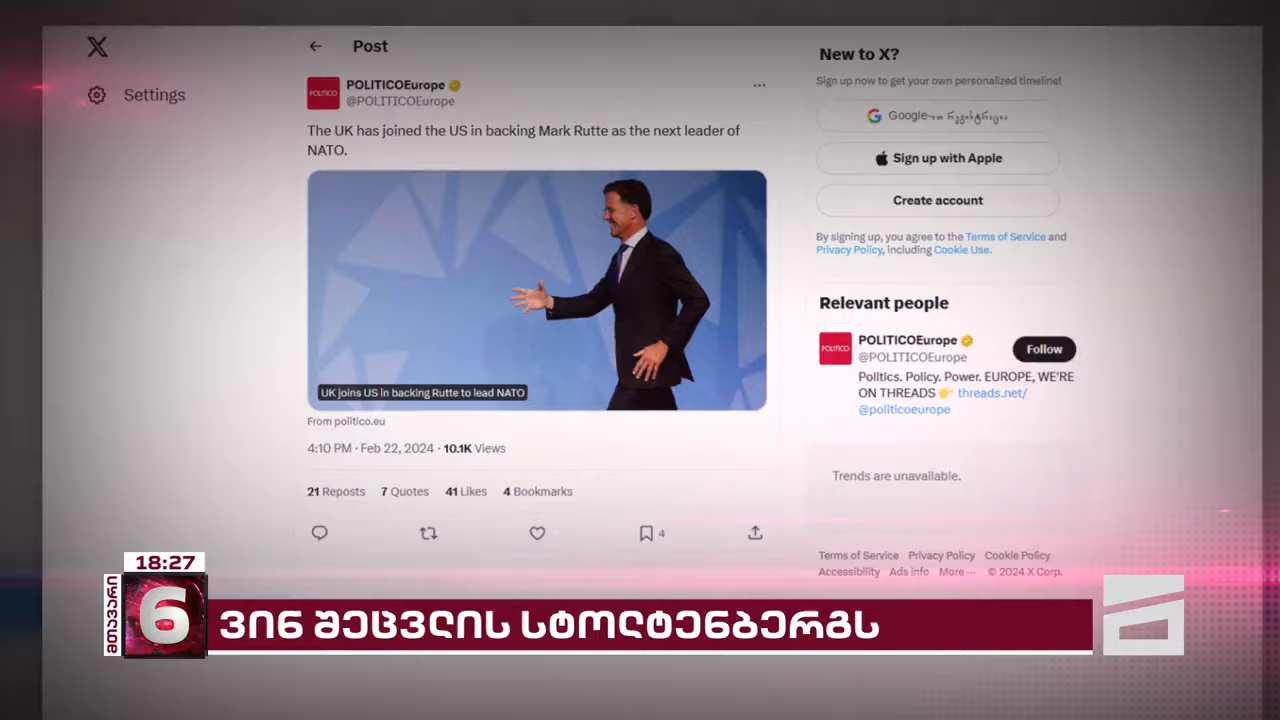 Post
Settings
POLITICO
POLITICOEurope
@POLITICOEurope
The UK has joined the US in backing Mark Rutte as the next leader of
NATO.
UK joins US in backing Rutte to lead NATO
From politico.eu
4:10 PM · Feb 22, 2024 · 10.1K Views
21 Reposts 7 Quotes 41 Likes 4 Bookmarks
4
New to X?
Sign up now to get your own personalized timeline!
Google-ით რეგისტრაცია
Sign up with Apple
Create account
By signing up, you agree to the Terms of Service and
Privacy Policy, including Cookie Use.
Relevant people
POLITICO
POLITICOEurope
@POLITICOEurope
Follow
Politics. Policy. Power. EUROPE, WE'RE
ON THREADS 👉 threads.net/
@politicoeurope
Trends are unavailable.
Terms of Service Privacy Policy Cookie Policy
Accessibility Ads info More ··· © 2024 X Corp.
18:27
მთავარი
6
ვინ შეცვლის სტოლტენბერგს